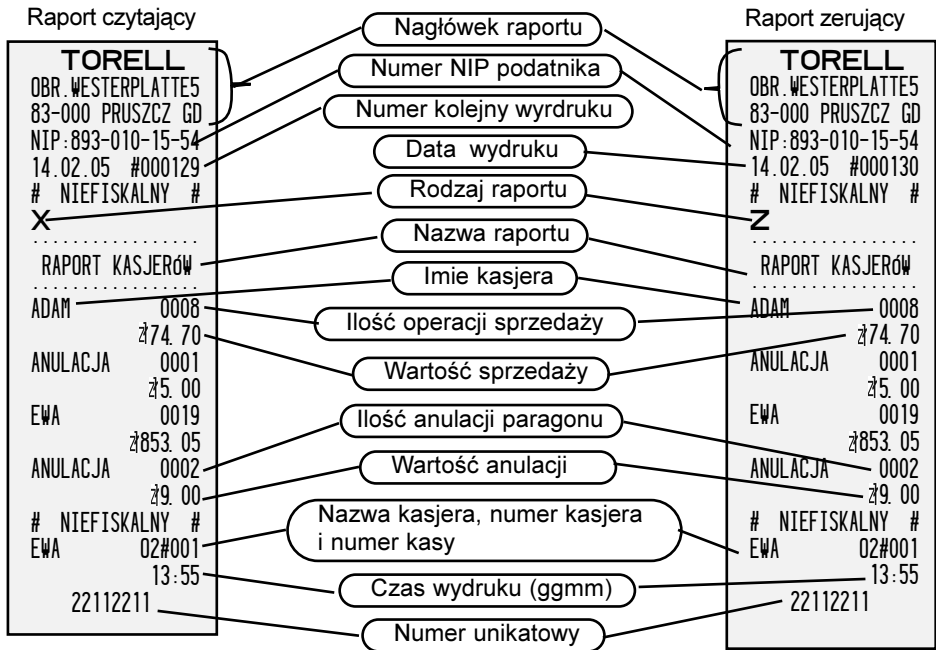 Raport czytający
TORELL
OBR.WESTERPLATTE5
83-000 PRUSZCZ GD
NIP:893-010-15-54
14.02.05 #000129
# NIEFISKALNY #
X
................
RAPORT KASJERóW
................
ADAM 0008
zł74.70
ANULACJA 0001
zł5.00
EWA 0019
zł853.05
ANULACJA 0002
zł9.00
# NIEFISKALNY #
EWA 02#001
13:55
22112211
Nagłówek raportu
Numer NIP podatnika
Numer kolejny wyrdruku
Data wydruku
Rodzaj raportu
Nazwa raportu
Imie kasjera
Ilość operacji sprzedaży
Wartość sprzedaży
Ilość anulacji paragonu
Wartość anulacji
Nazwa kasjera, numer kasjera
i numer kasy
Czas wydruku (ggmm)
Numer unikatowy
Raport zerujący
TORELL
OBR.WESTERPLATTE5
83-000 PRUSZCZ GD
NIP:893-010-15-54
14.02.05 #000130
# NIEFISKALNY #
Z
................
RAPORT KASJERóW
................
ADAM 0008
zł74.70
ANULACJA 0001
zł5.00
EWA 0019
zł853.05
ANULACJA 0002
zł9.00
# NIEFISKALNY #
EWA 02#001
13:55
22112211